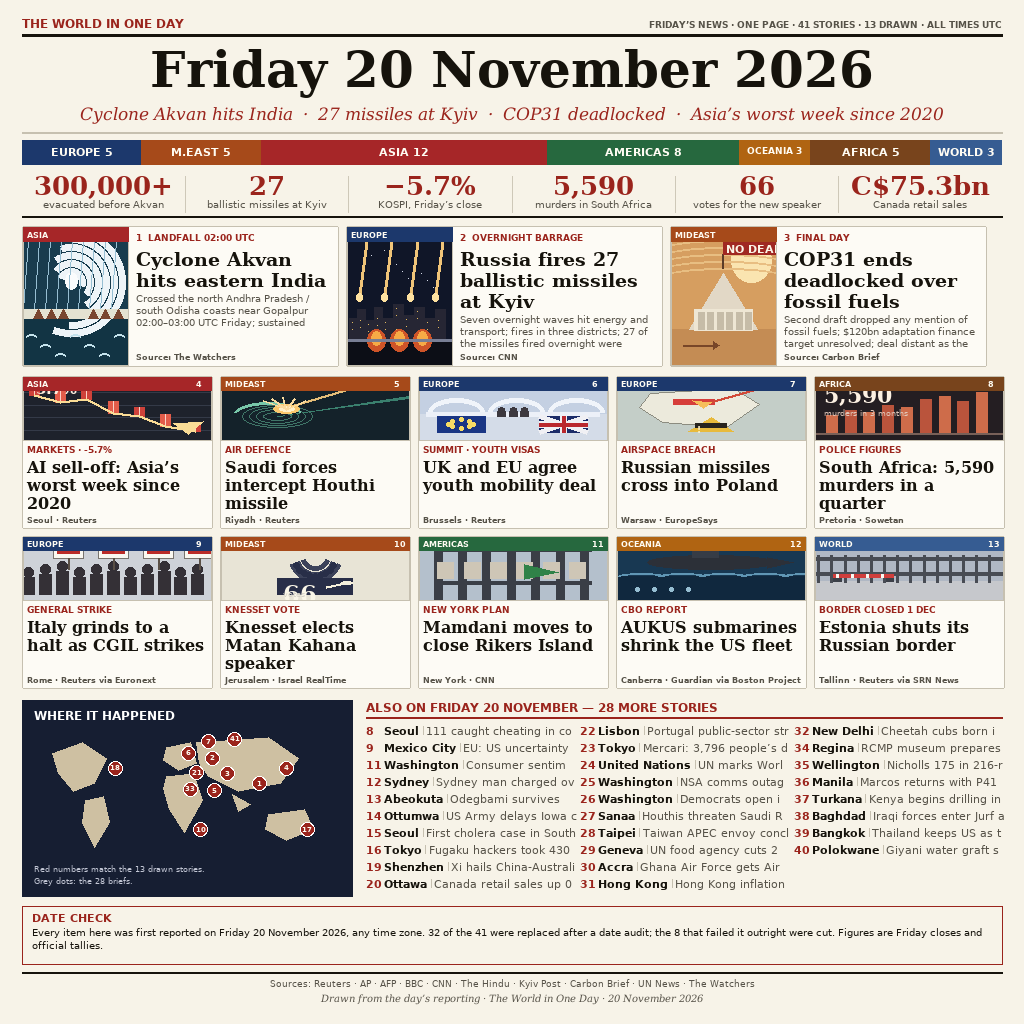 THE WORLD IN ONE DAY
FRIDAY’S NEWS · ONE PAGE · 41 STORIES · 13 DRAWN · ALL TIMES UTC
Friday 20 November 2026
Cyclone Akvan hits India · 27 missiles at Kyiv · COP31 deadlocked · Asia’s worst week since 2020
EUROPE 5
M.EAST 5
ASIA 12
AMERICAS 8
OCEANIA 3
AFRICA 5
WORLD 3
300,000+
evacuated before Akvan
27
ballistic missiles at Kyiv
−5.7%
KOSPI, Friday’s close
5,590
murders in South Africa
66
votes for the new speaker
C$75.3bn
Canada retail sales
ASIA
1 LANDFALL 02:00 UTC
Cyclone Akvan
hits eastern India
Crossed the north Andhra Pradesh /
south Odisha coasts near Gopalpur
02:00–03:00 UTC Friday; sustained
Source: The Watchers
EUROPE
2 OVERNIGHT BARRAGE
Russia fires 27
ballistic missiles
at Kyiv
Seven overnight waves hit energy and
transport; fires in three districts; 27 of
the missiles fired overnight were
Source: CNN
MIDEAST
NO DEAL
3 FINAL DAY
COP31 ends
deadlocked over
fossil fuels
Second draft dropped any mention of
fossil fuels; $120bn adaptation finance
target unresolved; deal distant as the
Source: Carbon Brief
ASIA 4
MARKETS · -5.7%
AI sell-off: Asia’s
worst week since
2020
Seoul · Reuters
MIDEAST 5
AIR DEFENCE
Saudi forces
intercept Houthi
missile
Riyadh · Reuters
EUROPE 6
SUMMIT · YOUTH VISAS
UK and EU agree
youth mobility deal
Brussels · Reuters
EUROPE 7
AIRSPACE BREACH
Russian missiles
cross into Poland
Warsaw · EuropeSays
AFRICA 8
5,590
murders in 3 months
POLICE FIGURES
South Africa: 5,590
murders in a
quarter
Pretoria · Sowetan
EUROPE 9
GENERAL STRIKE
Italy grinds to a
halt as CGIL strikes
Rome · Reuters via Euronext
MIDEAST 10
66
KNESSET VOTE
Knesset elects
Matan Kahana
speaker
Jerusalem · Israel RealTime
AMERICAS 11
NEW YORK PLAN
Mamdani moves to
close Rikers Island
New York · CNN
OCEANIA 12
CBO REPORT
AUKUS submarines
shrink the US fleet
Canberra · Guardian via Boston Project
WORLD 13
BORDER CLOSED 1 DEC
Estonia shuts its
Russian border
Tallinn · Reuters via SRN News
WHERE IT HAPPENED
7
41
6
2
18
21
3
4
33
5
1
10
17
Red numbers match the 13 drawn stories.
Grey dots: the 28 briefs.
ALSO ON FRIDAY 20 NOVEMBER — 28 MORE STORIES
8 Seoul 111 caught cheating in co
9 Mexico City EU: US uncertainty
11 Washington Consumer sentim
12 Sydney Sydney man charged ov
13 Abeokuta Odegbami survives
14 Ottumwa US Army delays Iowa c
15 Seoul First cholera case in South
16 Tokyo Fugaku hackers took 430
19 Shenzhen Xi hails China-Australi
20 Ottawa Canada retail sales up 0
22 Lisbon Portugal public-sector str
23 Tokyo Mercari: 3,796 people’s d
24 United Nations UN marks Worl
25 Washington NSA comms outag
26 Washington Democrats open i
27 Sanaa Houthis threaten Saudi R
28 Taipei Taiwan APEC envoy concl
29 Geneva UN food agency cuts 2
30 Accra Ghana Air Force gets Air
31 Hong Kong Hong Kong inflation
32 New Delhi Cheetah cubs born i
34 Regina RCMP museum prepares
35 Wellington Nicholls 175 in 216-r
36 Manila Marcos returns with P41
37 Turkana Kenya begins drilling in
38 Baghdad Iraqi forces enter Jurf a
39 Bangkok Thailand keeps US as t
40 Polokwane Giyani water graft s
DATE CHECK
Every item here was first reported on Friday 20 November 2026, any time zone. 32 of the 41 were replaced after a date audit; the 8 that failed it outright were cut. Figures are Friday closes and
official tallies.
Sources: Reuters · AP · AFP · BBC · CNN · The Hindu · Kyiv Post · Carbon Brief · UN News · The Watchers
Drawn from the day’s reporting · The World in One Day · 20 November 2026